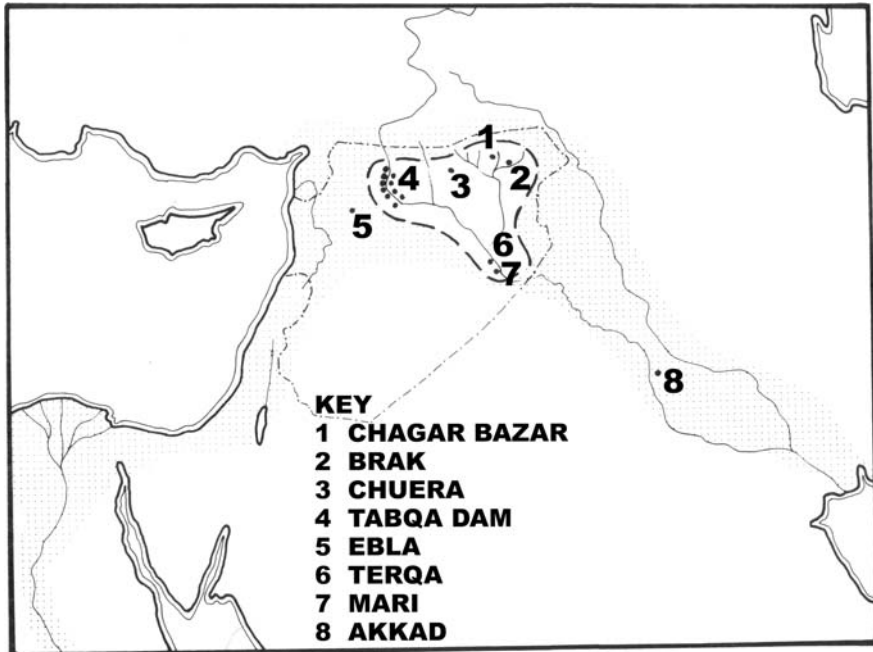 1
2
3
4
5
6
7
8
KEY
1 CHAGAR BAZAR
2 BRAK
3 CHUERA
4 TABQA DAM
5 EBLA
6 TERQA
7 MARI
8 AKKAD